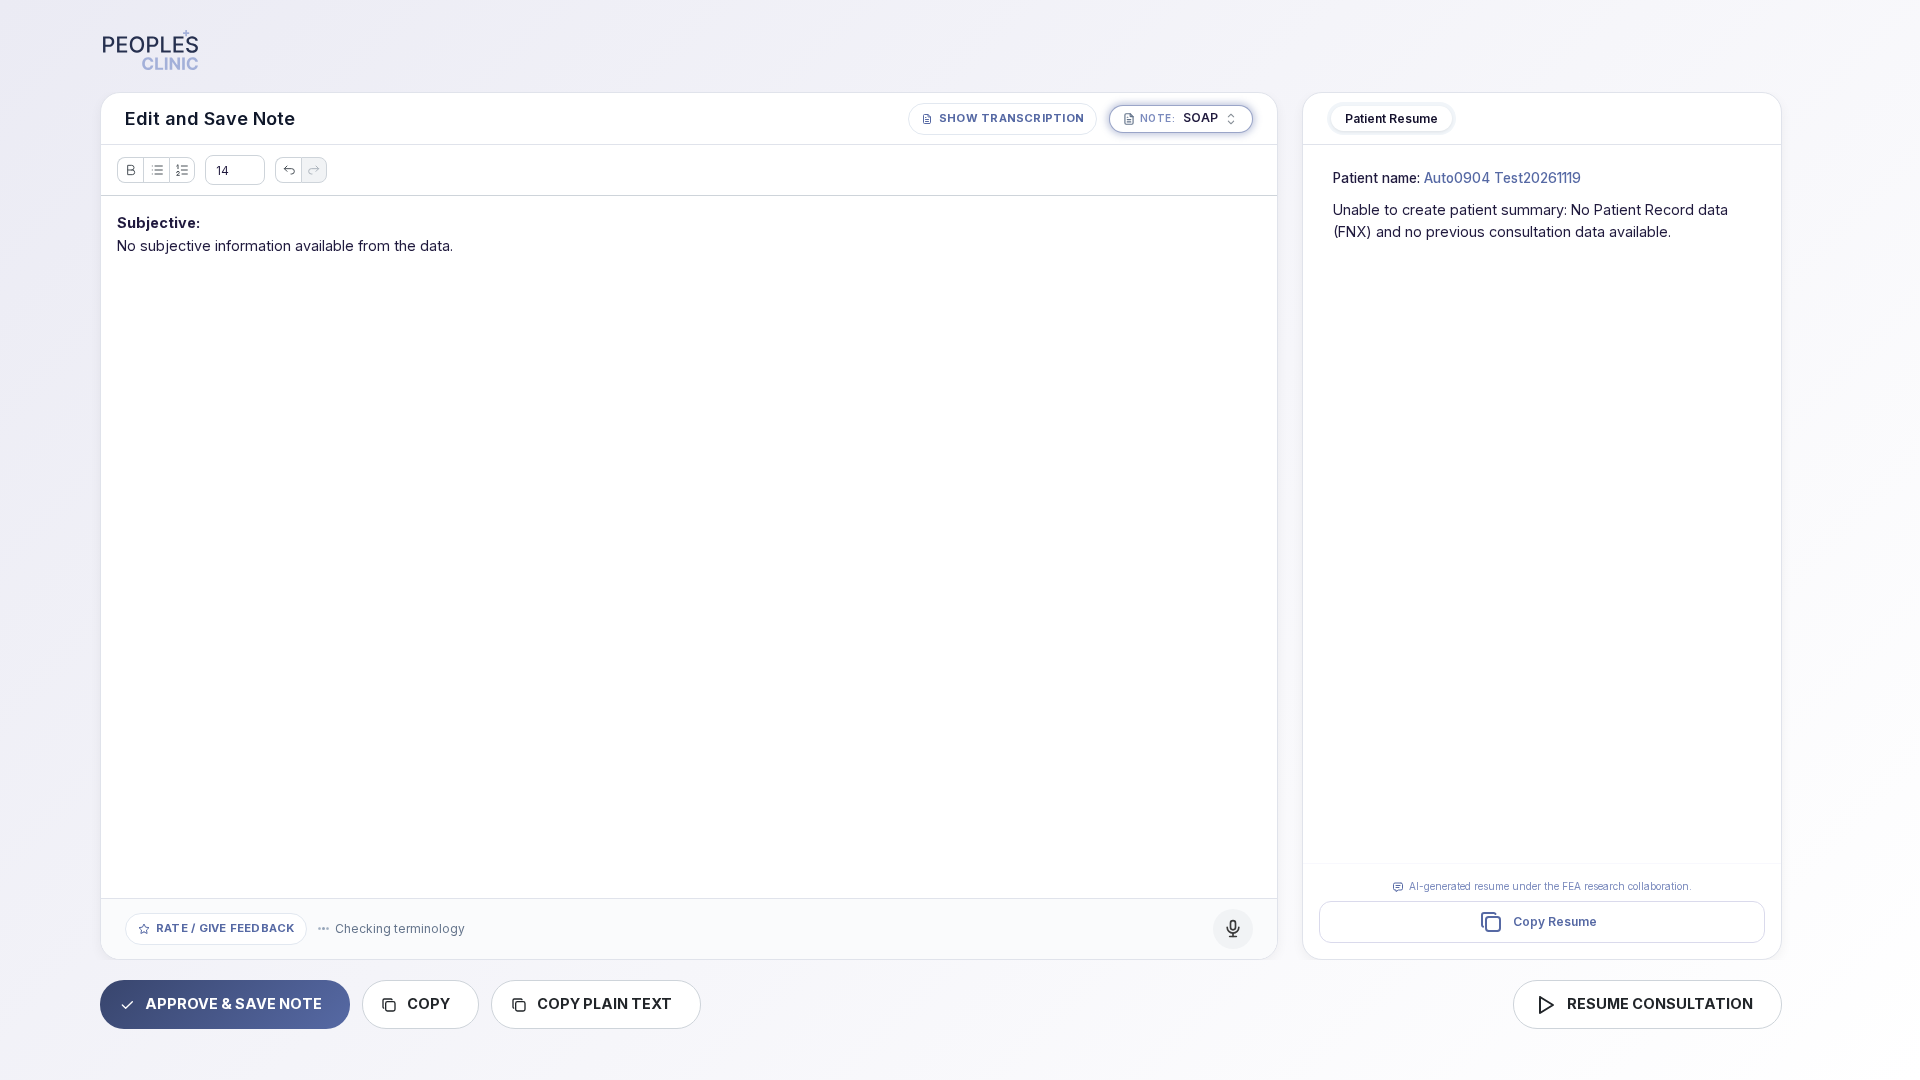 PEOPLE'S
CLINIC
Edit and Save Note
SHOW TRANSCRIPTION
NOTE: SOAP
Patient Resume
14
Subjective:
No subjective information available from the data.
Patient name: Auto0904 Test20261119
Unable to create patient summary: No Patient Record data
(FNX) and no previous consultation data available.
AI-generated resume under the FEA research collaboration.
Copy Resume
RATE / GIVE FEEDBACK
Checking terminology
APPROVE & SAVE NOTE
COPY
COPY PLAIN TEXT
RESUME CONSULTATION